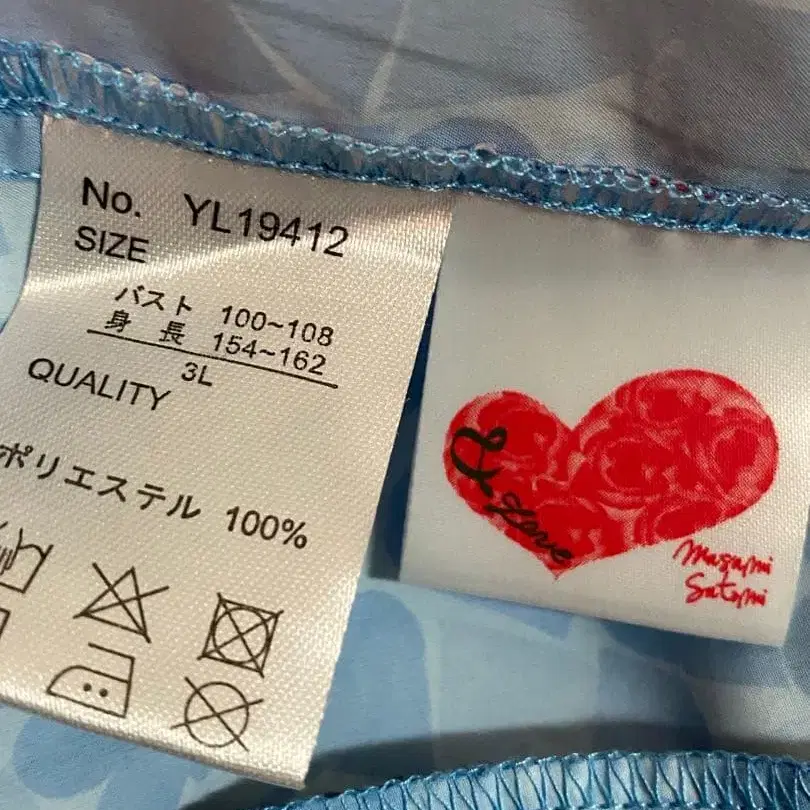 No. YL19412
SIZE
バスト 100~108
身 長 154~162
3L
QUALITY
ポリエステル 100%
Love
masami
Satomi